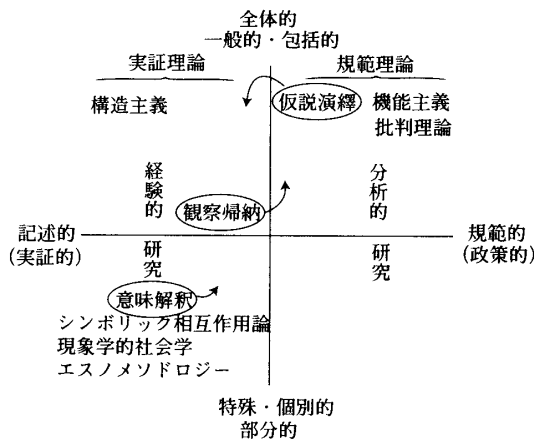 全体的
一般的・包括的
実証理論
規範理論
構造主義
仮説演繹
機能主義
批判理論
経験的
分析的
観察帰納
記述的
(実証的)
規範的
(政策的)
研究
研究
意味解釈
シンボリック相互作用論
現象学的社会学
エスノメソドロジー
特殊・個別的
部分的